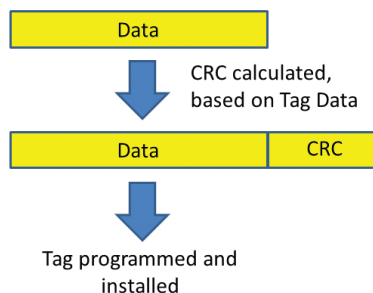 Data
CRC calculated,
based on Tag Data
Data CRC
Tag programmed and
installed